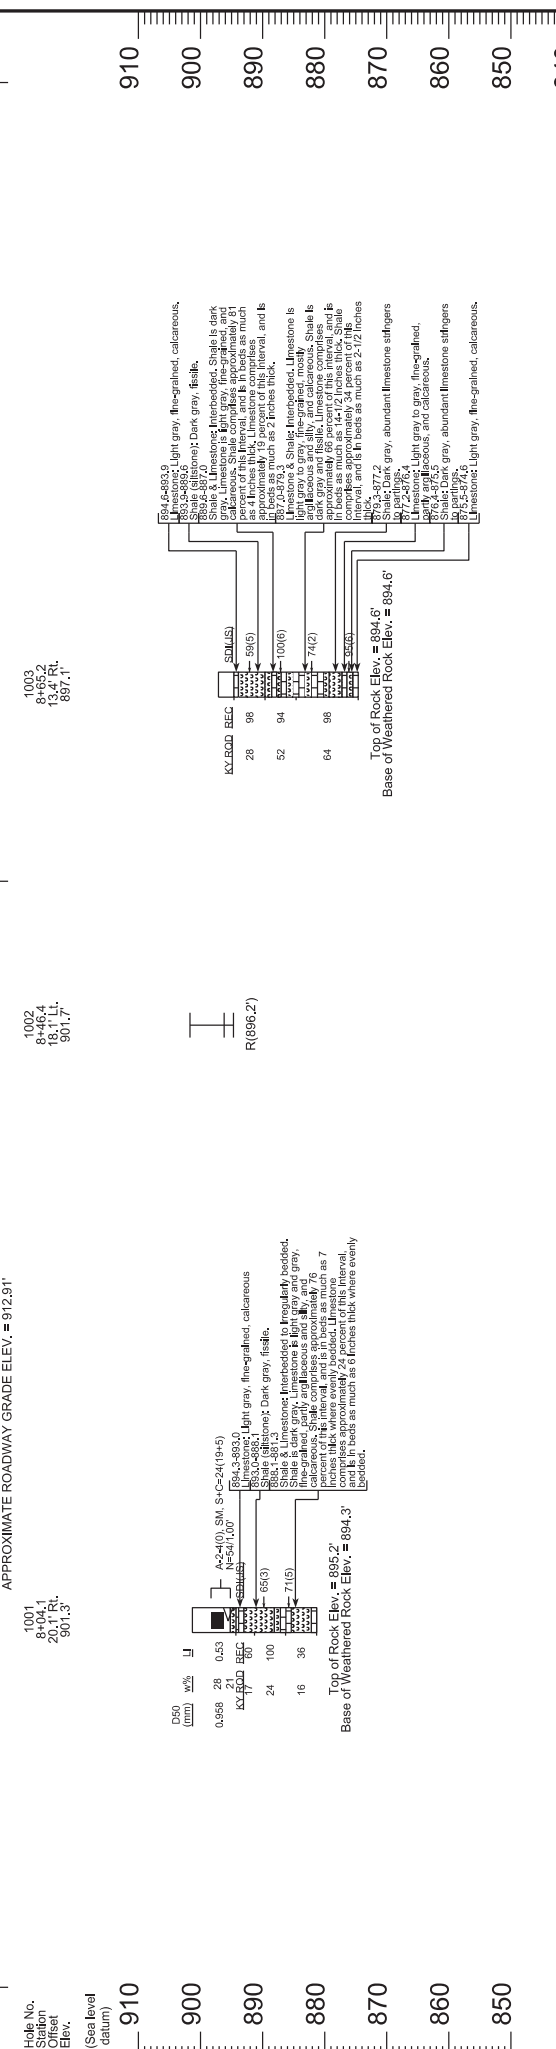 APPROXIMATE ROADWAY GRADE ELEV. = 912.91'
Hole No.
Station
Offset
Elev.
(Sea level
datum)
910
900
890
880
870
860
850
1001
8+04.1
20.1' Rt.
901.3'
D50
(mm)
w%
LI
0.958
28
0.53
21
A-2-4(0), SM, S+C=24(19+5)
N=54/1.00'
KY RQD
REC
SDI(JS)
17
60
24
100
65(3)
16
36
71(5)
894.3-893.0
Limestone: Light gray, fine-grained, calcareous
893.0-888.1
Shale (siltstone): Dark gray, fissile.
888.1-881.3
Shale & Limestone: Interbedded to irregularly bedded.
Shale is dark gray. Limestone is light gray and gray,
fine-grained, partly argillaceous and silty, and
calcareous. Shale comprises approximately 76
percent of this interval, and is in beds as much as 7
inches thick where evenly bedded. Limestone
comprises approximately 24 percent of this interval,
and is in beds as much as 6 inches thick where evenly
bedded.
Top of Rock Elev. = 895.2'
Base of Weathered Rock Elev. = 894.3'
1002
8+46.4
18.1' Lt.
901.7'
R(896.2')
1003
8+65.2
13.4' Rt.
897.1'
KY RQD
REC
SDI(JS)
28
98
59(5)
52
94
100(6)
74(2)
64
98
95(6)
894.6-893.9
Limestone: Light gray, fine-grained, calcareous.
893.9-889.6
Shale (siltstone): Dark gray, fissile.
889.6-887.0
Shale & Limestone: Interbedded. Shale is dark
gray. Limestone is light gray, fine-grained, and
calcareous. Shale comprises approximately 81
percent of this interval, and is in beds as much
as 4 inches thick. Limestone comprises
approximately 19 percent of this interval, and is
in beds as much as 2 inches thick.
887.0-879.3
Limestone & Shale: Interbedded. Limestone is
light gray to gray, fine-grained, mostly
argillaceous and silty, and calcareous. Shale is
dark gray and fissile. Limestone comprises
approximately 66 percent of this interval, and is
in beds as much as 14-1/2 inches thick. Shale
comprises approximately 34 percent of this
interval, and is in beds as much as 2-1/2 inches
thick.
879.3-877.2
Shale: Dark gray, abundant limestone stringers
to partings.
877.2-876.4
Limestone: Light gray to gray, fine-grained,
partly argillaceous, and calcareous.
876.4-875.5
Shale: Dark gray, abundant limestone stringers
to partings.
875.5-874.6
Limestone: Light gray, fine-grained, calcareous.
Top of Rock Elev. = 894.6'
Base of Weathered Rock Elev. = 894.6'
910
900
890
880
870
860
850